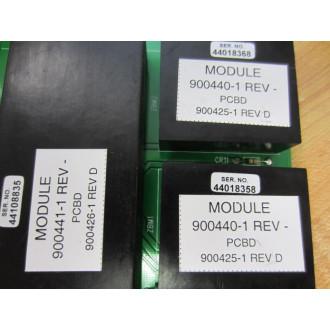 SER. NO.
44018368
MODULE
900440-1 REV -
PCBD
900425-1 REV D
SER. NO.
44108835
MODULE
900441-1 REV -
PCBD
900426-1 REV D
CR11
SER. NO.
44018358
MODULE
900440-1 REV -
PCBD
900425-1 REV D